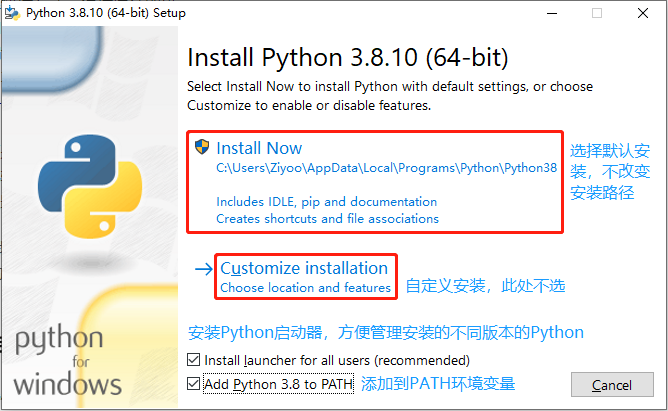 Python 3.8.10 (64-bit) Setup
Install Python 3.8.10 (64-bit)
Select Install Now to install Python with default settings, or choose
Customize to enable or disable features.
Install Now
C:\Users\Ziyoo\AppData\Local\Programs\Python\Python38
Includes IDLE, pip and documentation
Creates shortcuts and file associations
选择默认安
装，不改变
安装路径
Customize installation
Choose location and features
自定义安装，此处不选
安装Python启动器，方便管理安装的不同版本的Python
Install launcher for all users (recommended)
Add Python 3.8 to PATH
添加到PATH环境变量
Cancel
python
for
windows